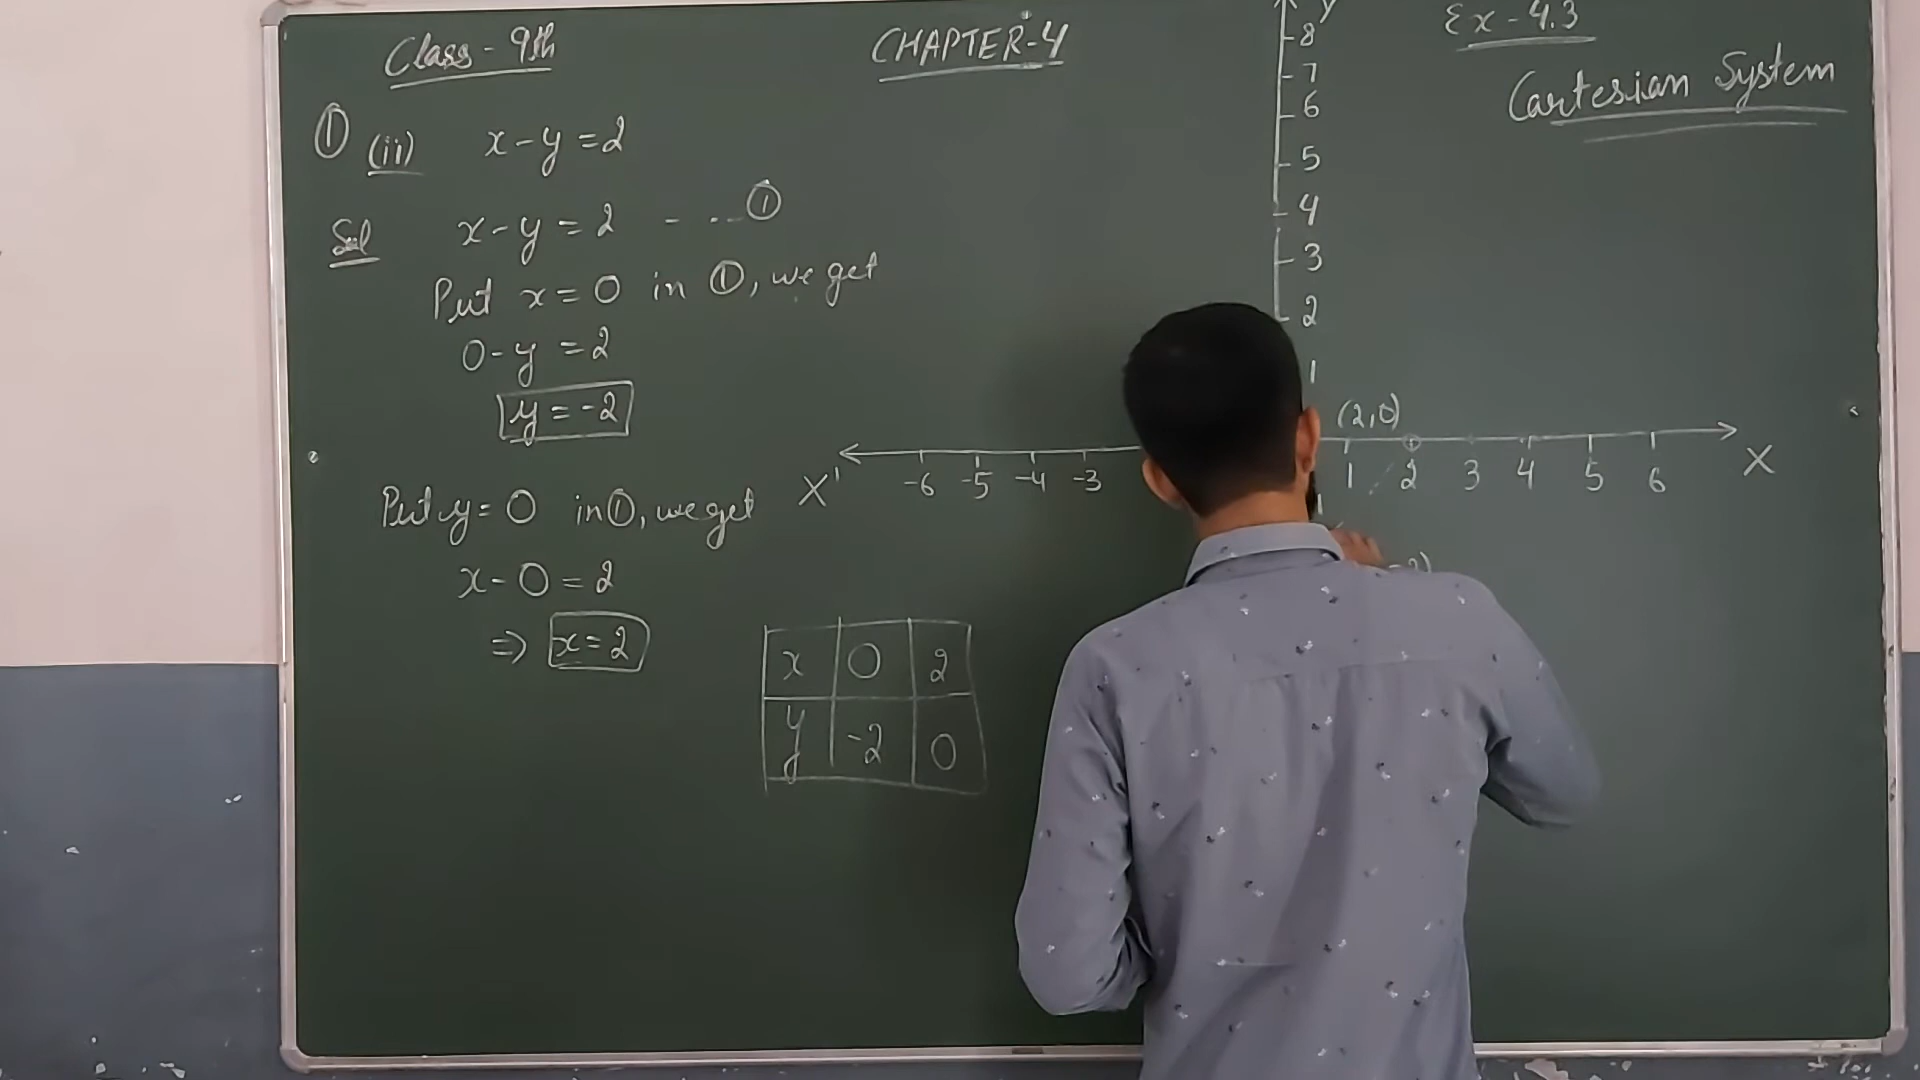 Class - 9th
CHAPTER-4
Ex - 4.3
Cartesian System
① (ii) x - y = 2
Sol x - y = 2 - - - - ①
Put x = 0 in ①, we get
0 - y = 2
y = -2
Put y = 0 in ①, we get
x - 0 = 2
⇒ x = 2
x 0 2
y -2 0
y
8
7
6
5
4
3
2
1
(2,0)
X' -6 -5 -4 -3 1 2 3 4 5 6 X